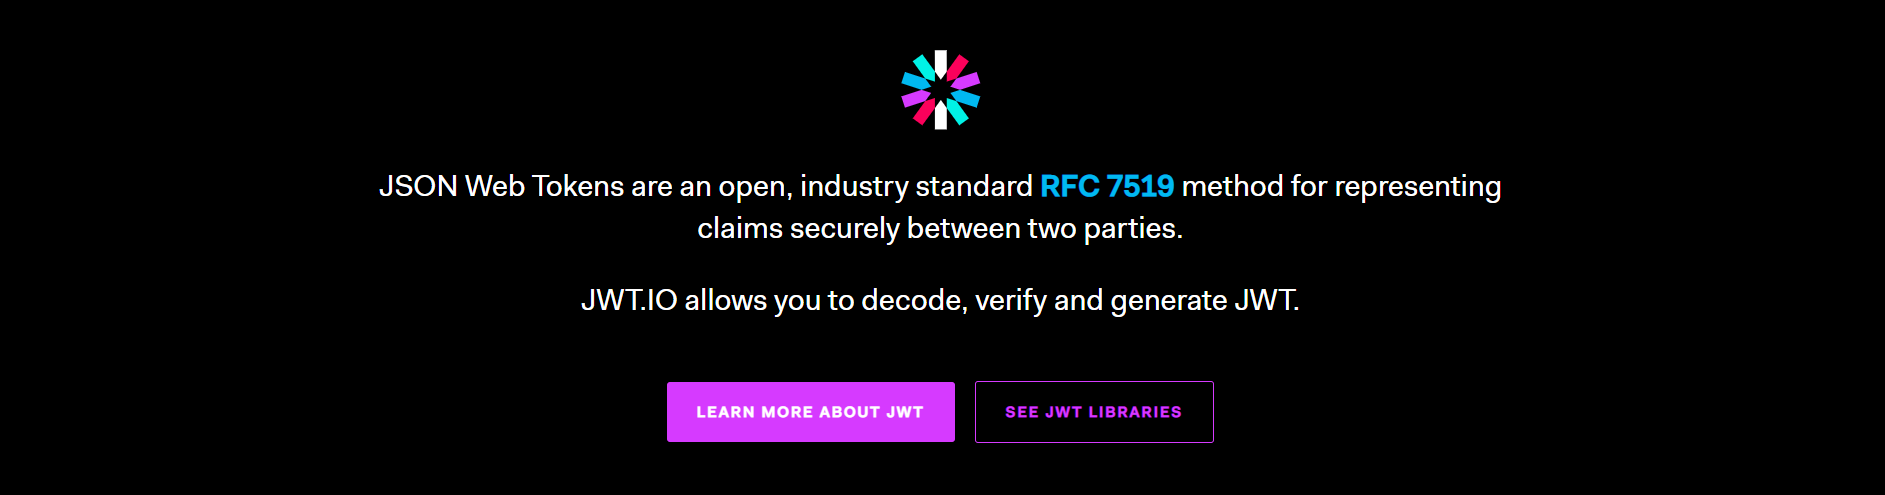 JSON Web Tokens are an open, industry standard RFC 7519 method for representing
claims securely between two parties.
JWT.IO allows you to decode, verify and generate JWT.
LEARN MORE ABOUT JWT
SEE JWT LIBRARIES